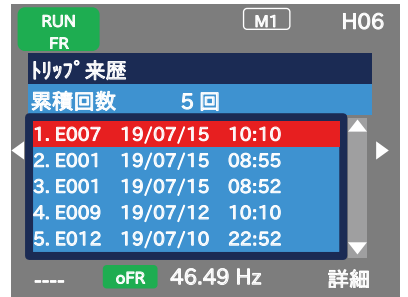 RUN FR M1 H06
ﾄﾘｯﾌﾟ来歴
累積回数 5回
1. E007 19/07/15 10:10
2. E001 19/07/15 08:55
3. E001 19/07/15 08:52
4. E009 19/07/12 10:10
5. E012 19/07/10 22:52
---- oFR 46.49 Hz 詳細